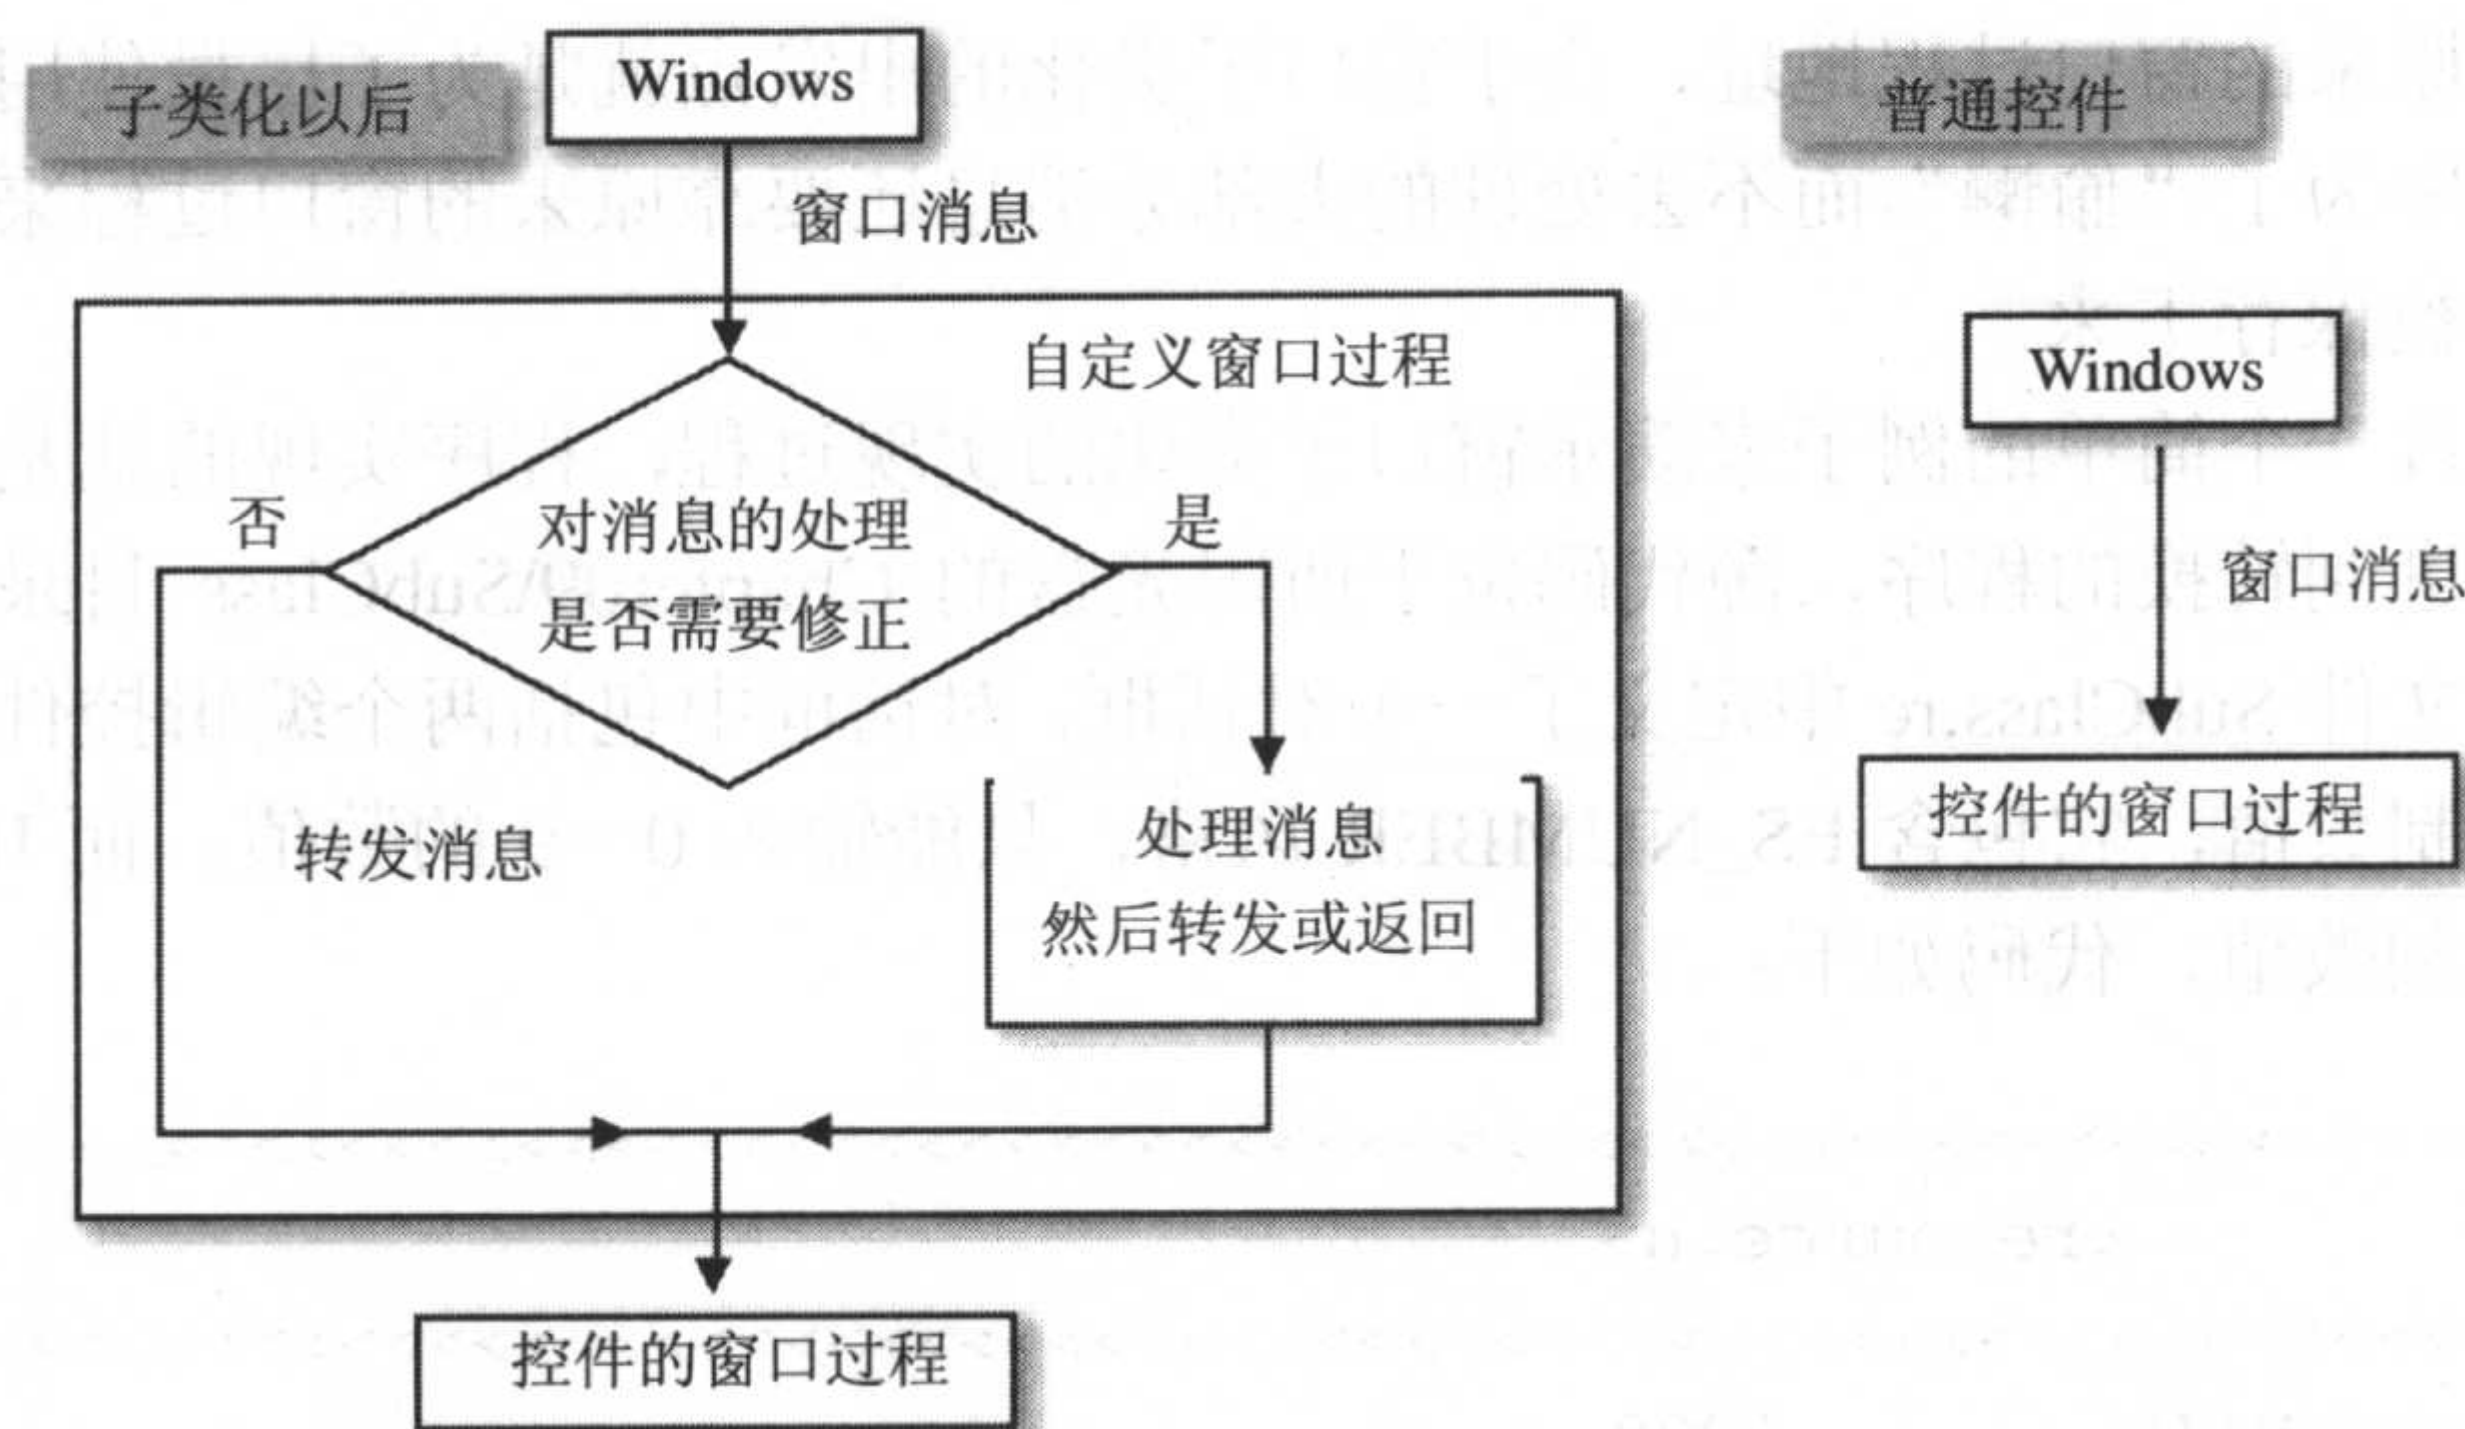 子类化以后
Windows
普通控件
窗口消息
自定义窗口过程
Windows
否
对消息的处理
是否需要修正
是
窗口消息
转发消息
处理消息
然后转发或返回
控件的窗口过程
控件的窗口过程